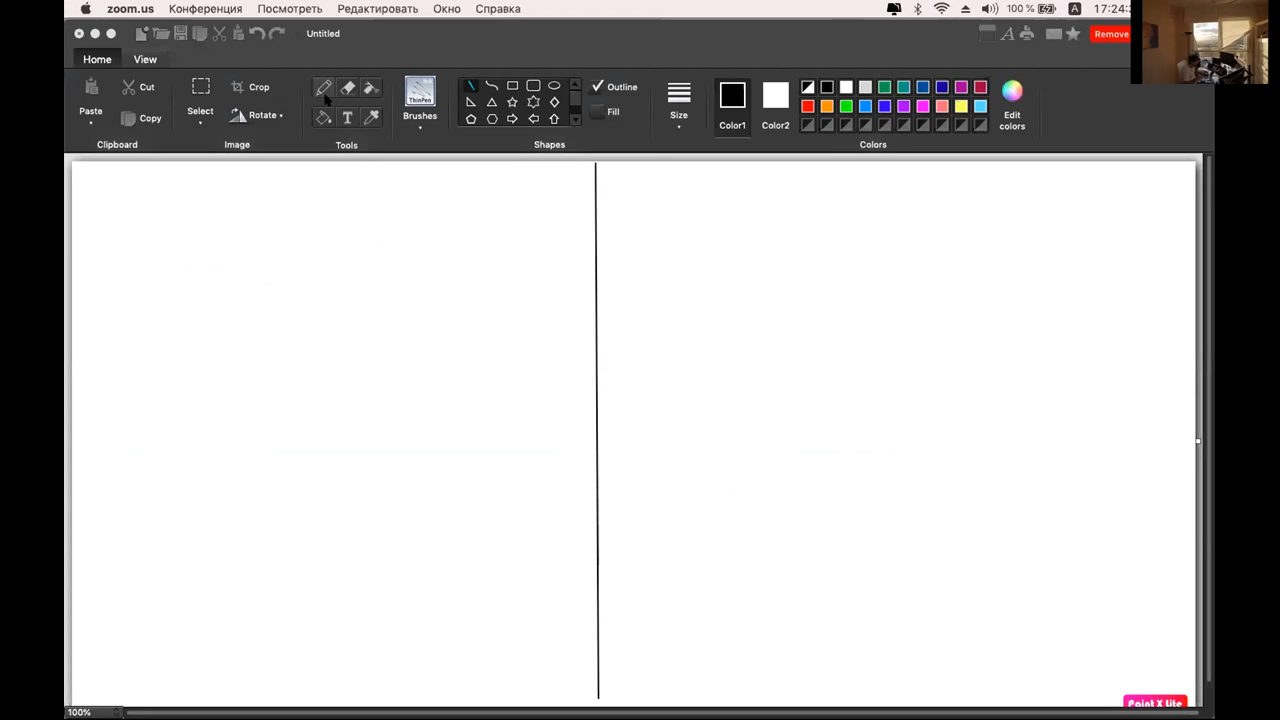 zoom.us Конференция Посмотреть Редактировать Окно Справка 100 % A 17:24:
Untitled A Remove
Home View
Paste Cut Copy Clipboard
Select Crop Rotate Image
Tools T
ThinPen Brushes
Outline Fill Shapes
Size
Color1 Color2 Edit colors Colors
Paint X Lite
100%